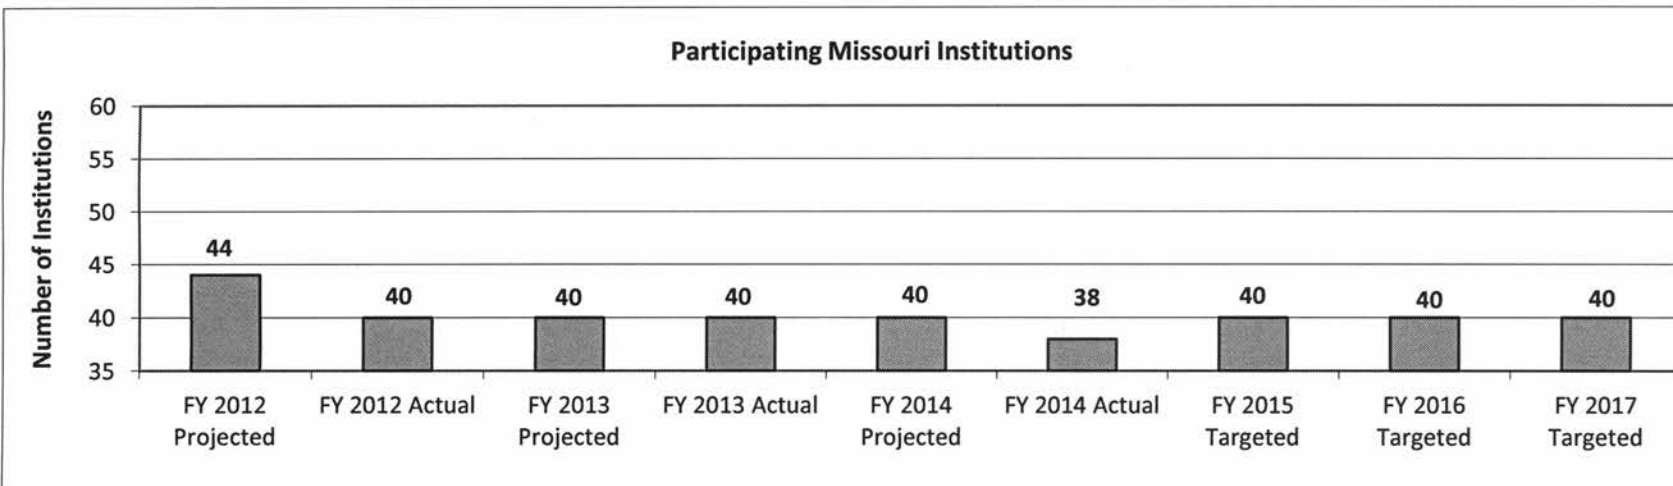 Participating Missouri Institutions
Number of Institutions
60
55
50
45
40
35
44
40
40
40
40
38
40
40
40
FY 2012
Projected
FY 2012 Actual
FY 2013
Projected
FY 2013 Actual
FY 2014
Projected
FY 2014 Actual
FY 2015
Targeted
FY 2016
Targeted
FY 2017
Targeted